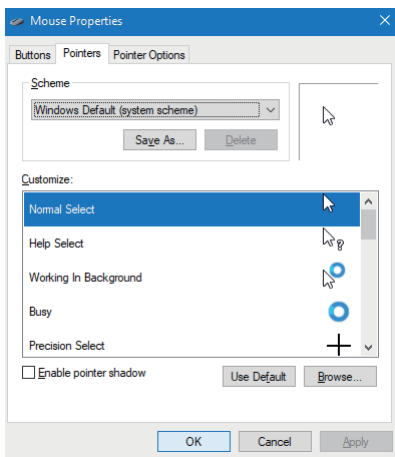 Mouse Properties
Buttons Pointers Pointer Options
Scheme
Windows Default (system scheme)
Save As... Delete
Customize:
Normal Select
Help Select
Working In Background
Busy
Precision Select
Enable pointer shadow Use Default Browse...
OK Cancel Apply